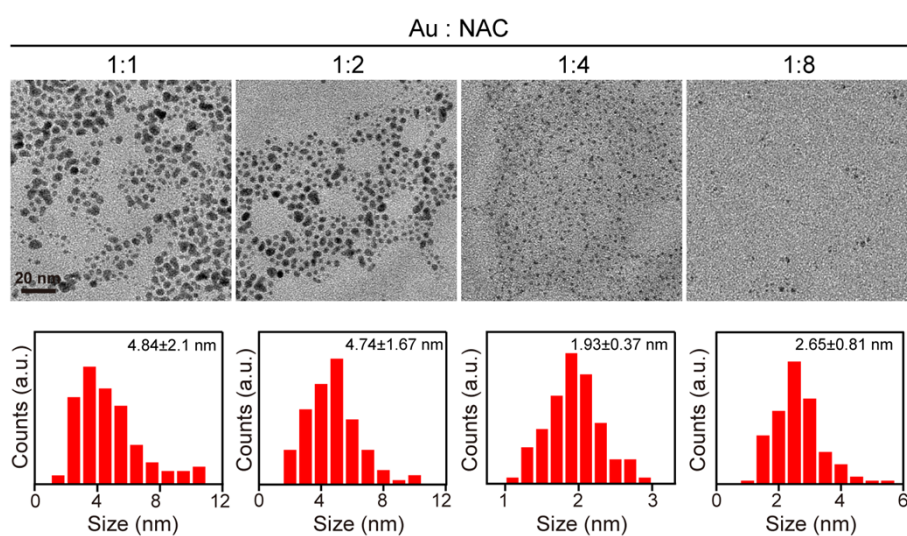 Au : NAC
1:1 1:2 1:4 1:8
20 nm
4.84±2.1 nm 4.74±1.67 nm 1.93±0.37 nm 2.65±0.81 nm
Counts (a.u.) Counts (a.u.) Counts (a.u.) Counts (a.u.)
0 4 8 12 0 4 8 12 1 2 3 0 2 4 6
Size (nm) Size (nm) Size (nm) Size (nm)